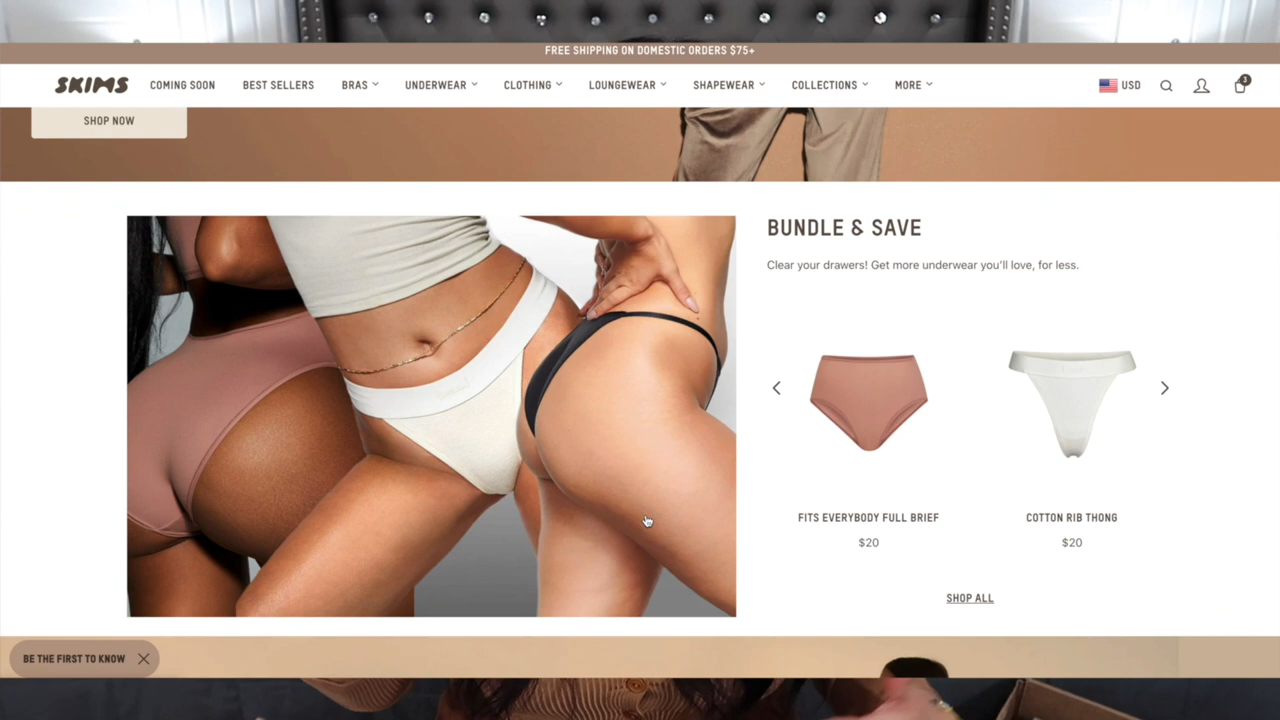 FREE SHIPPING ON DOMESTIC ORDERS $75+
SKIMS COMING SOON BEST SELLERS BRAS UNDERWEAR CLOTHING LOUNGEWEAR SHAPEWEAR COLLECTIONS MORE USD 3
SHOP NOW
BUNDLE & SAVE
Clear your drawers! Get more underwear you'll love, for less.
FITS EVERYBODY FULL BRIEF
$20
COTTON RIB THONG
$20
SHOP ALL
BE THE FIRST TO KNOW